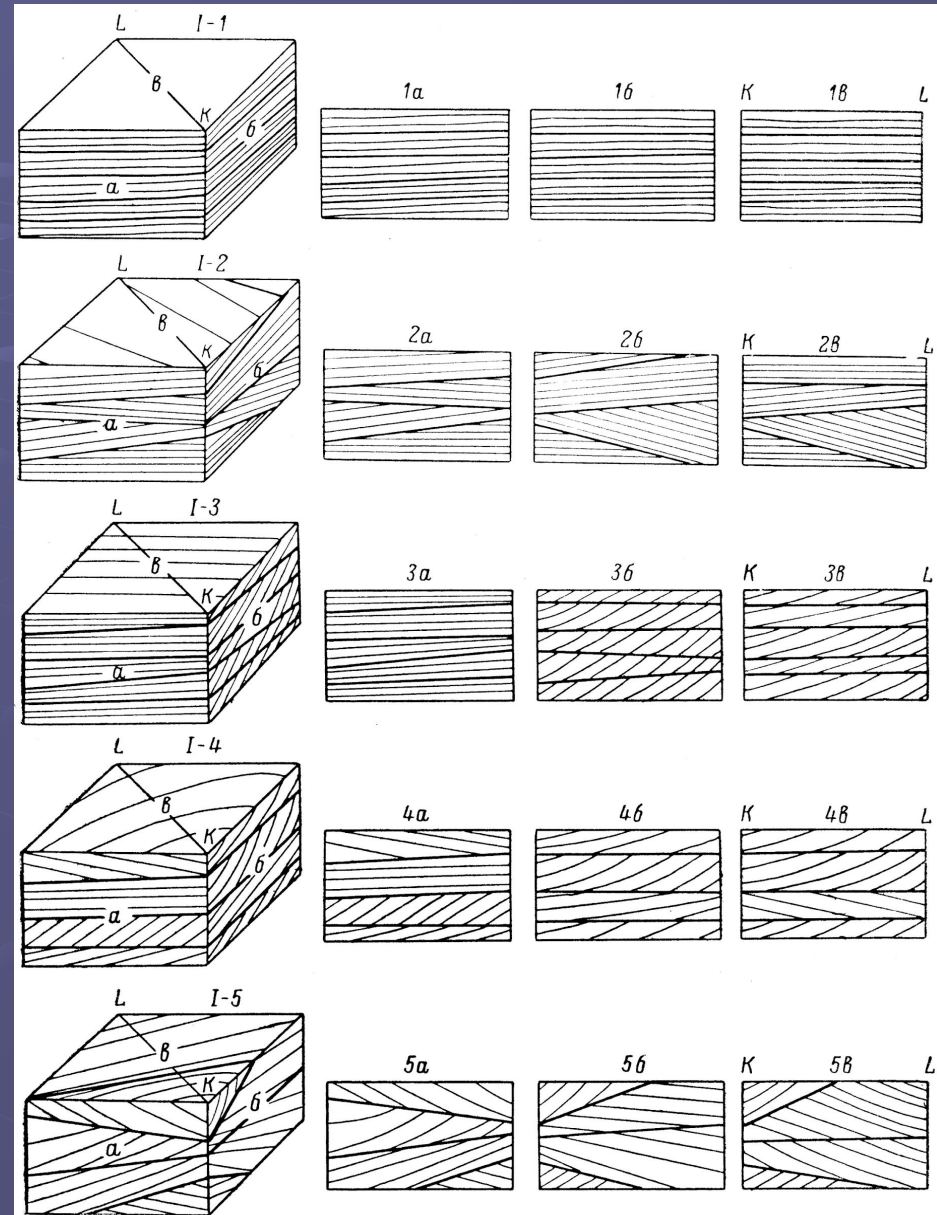 L I-1
в
К
б
а
1а 1б К 1в L
L I-2
в
К
б
а
2а 2б К 2в L
L I-3
в
К
б
а
3а 3б К 3в L
L I-4
в
К
б
а
4а 4б К 4в L
L I-5
в
К
б
а
5а 5б К 5в L